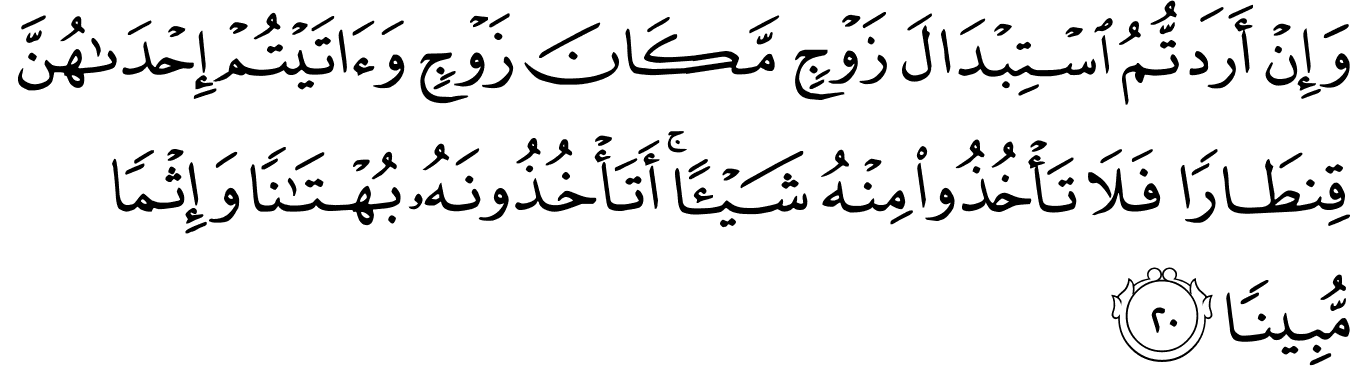 وَإِنْ أَرَدتُّمُ ٱسْتِبْدَالَ زَوْجٍ مَّكَانَ زَوْجٍ وَءَاتَيْتُمْ إِحْدَىٰهُنَّ
قِنطَارًا فَلَا تَأْخُذُوا۟ مِنْهُ شَيْـًٔا ۚ أَتَأْخُذُونَهُۥ بُهْتَـٰنًا وَإِثْمًا
مُّبِينًا ٢٠